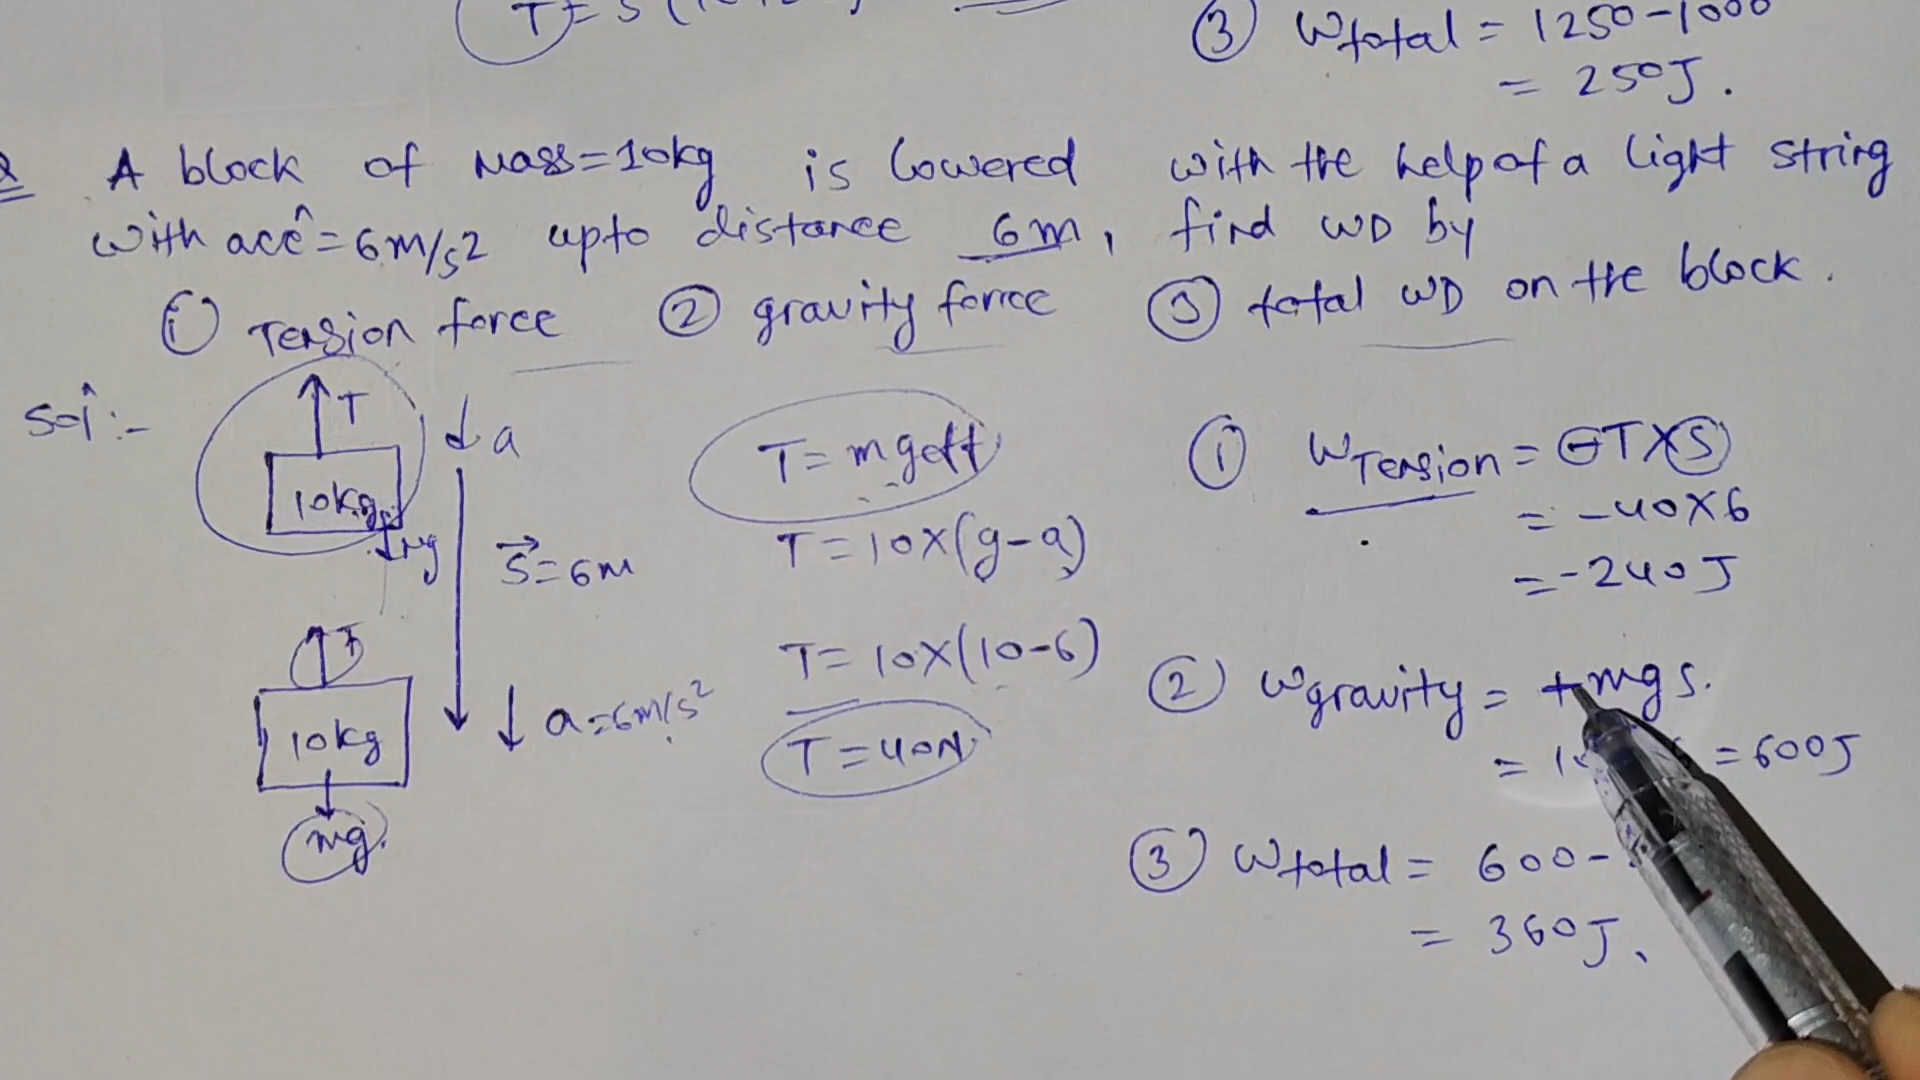 ③ Wtotal = 1250-1000
= 250J.
A block of Mass=10kg is lowered with the help of a light string
with acc^n=6m/s2 upto distance 6m, find WD by
① Tension force ② gravity force ③ total WD on the block.
Sol^n:-
T
a
10kg
mg
S⃗=6m
T
10kg
a=6m/s²
mg.
T= mgeff
T=10×(g-a)
T=10×(10-6)
T=40N
① WTension = -T×S
= -40×6
= -240J
② Wgravity = +mgs.
= 600J
③ Wtotal = 600-
= 360J.